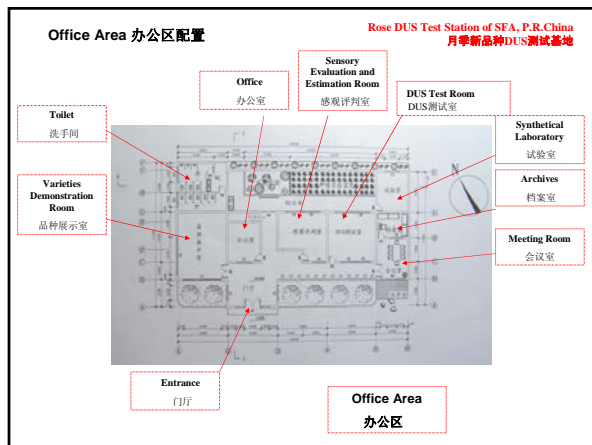 Office Area 办公区配置
Rose DUS Test Station of SFA, P.R.China
月季新品种DUS测试基地
Sensory
Evaluation and
Estimation Room
感观评判室
Office
办公室
DUS Test Room
DUS测试室
Toilet
洗手间
Synthetical
Laboratory
试验室
Archives
档案室
Varieties
Demonstration
Room
品种展示室
Meeting Room
会议室
N
门厅
Entrance
门厅
Office Area
办公区